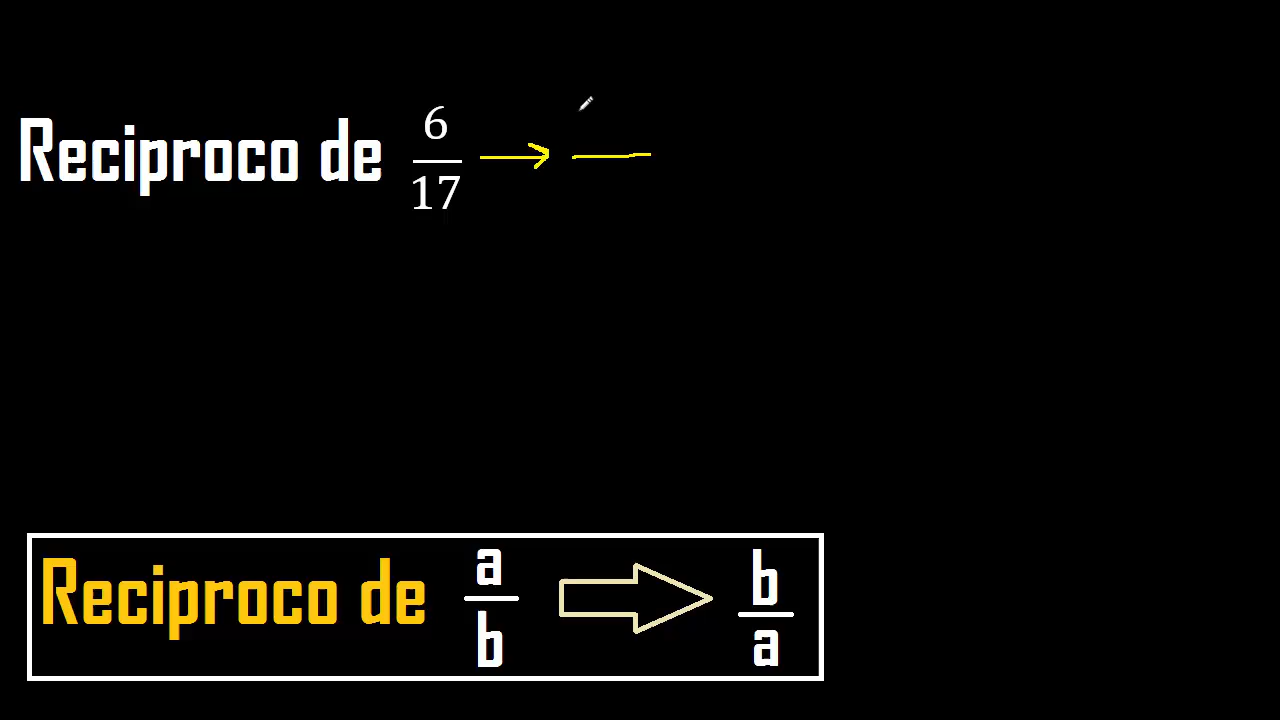 Reciproco de 6/17 →
Reciproco de a/b ⇨ b/a